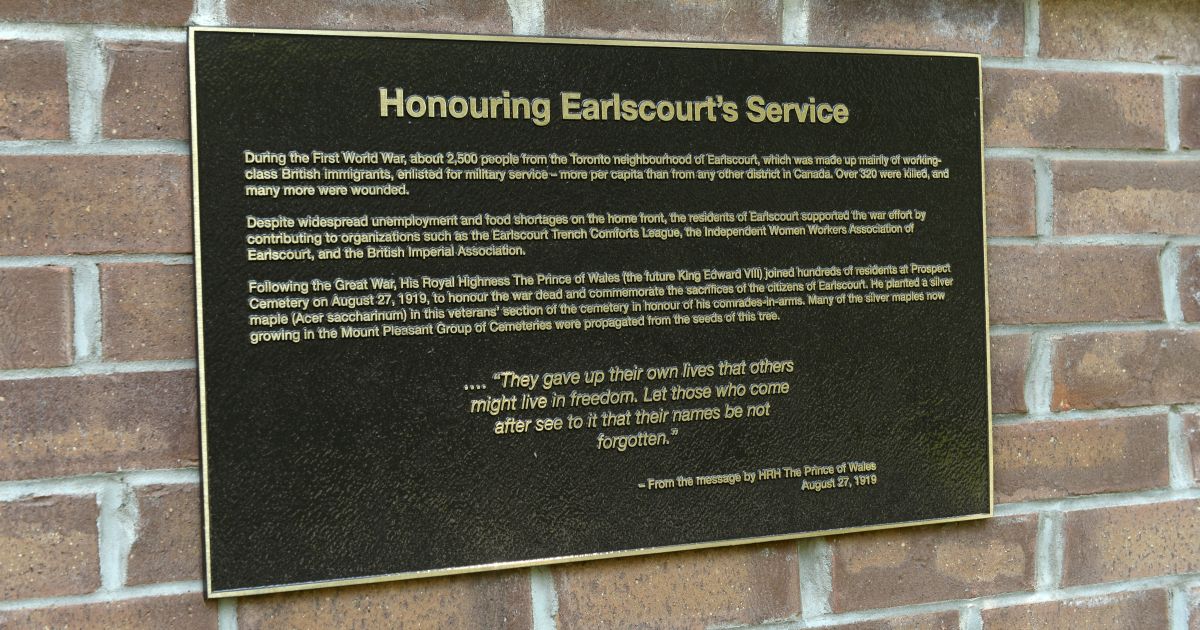 Honouring Earlscourt's Service
During the First World War, about 2,500 people from the Toronto neighbourhood of Earlscourt, which was made up mainly of working-
class British immigrants, enlisted for military service – more per capita than from any other district in Canada. Over 320 were killed, and
many more were wounded.
Despite widespread unemployment and food shortages on the home front, the residents of Earlscourt supported the war effort by
contributing to organizations such as the Earlscourt Trench Comforts League, the Independent Women Workers Association of
Earlscourt, and the British Imperial Association.
Following the Great War, His Royal Highness The Prince of Wales (the future King Edward VIII) joined hundreds of residents at Prospect
Cemetery on August 27, 1919, to honour the war dead and commemorate the sacrifices of the citizens of Earlscourt. He planted a silver
maple (Acer saccharinum) in this veterans' section of the cemetery in honour of his comrades-in-arms. Many of the silver maples now
growing in the Mount Pleasant Group of Cemeteries were propagated from the seeds of this tree.
.... “They gave up their own lives that others
might live in freedom. Let those who come
after see to it that their names be not
forgotten.”
– From the message by HRH The Prince of Wales
August 27, 1919